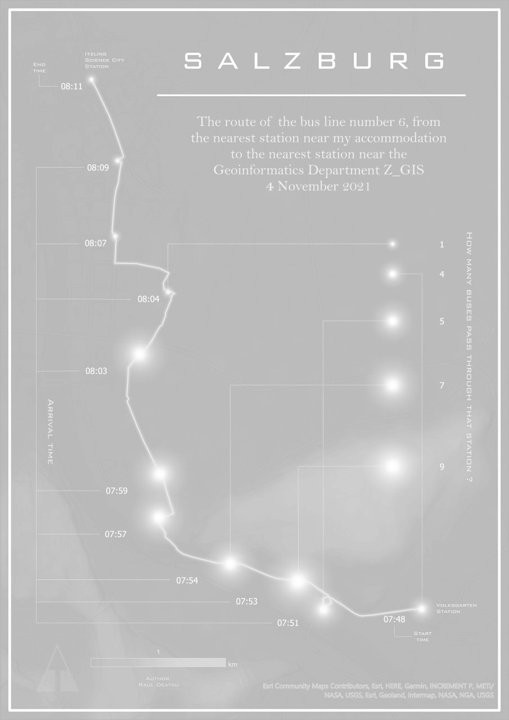 SALZBURG
The route of the bus line number 6, from
the nearest station near my accommodation
to the nearest station near the
Geoinformatics Department Z_GIS
4 November 2021
ITZLING
SCIENCE CITY
STATION
END
TIME
08:11
08:09
08:07
08:04
08:03
07:59
07:57
07:54
07:53
07:51
07:48
ARRIVAL TIME
1
4
5
7
9
HOW MANY BUSES PASS THROUGH THAT STATION ?
VOLKSGARTEN
STATION
START
TIME
1
km
AUTHOR:
Esri Community Maps Contributors, Esri, HERE, Garmin, INCREMENT P, METI/
NASA, USGS, Esri, Geoland, Intermap, NASA, NGA, USGS